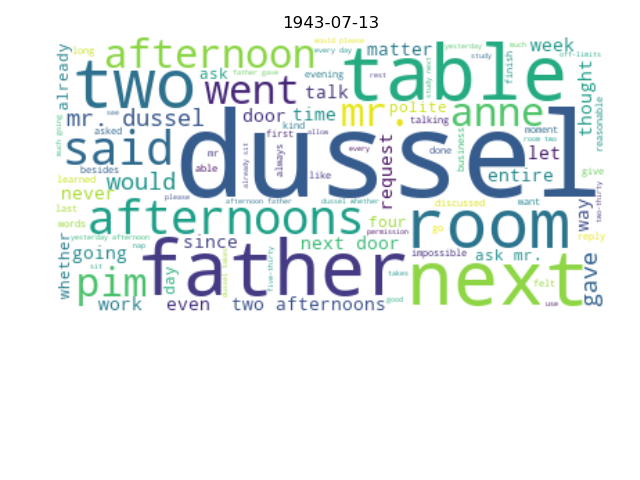 1943-07-13
would please
long
afternoon
every day
matter
yesterday
much
week
off-limits
already
two
ask
father gave
evening
rest
table
study
study next
finish
thought
went
talk
mr. dussel
see
door
time
mr.
polite
anne
reasonable
much going
asked
said
kind
first
allow
talking
moment
room two
dussel
business
done
let
besides
mr
able
already sit
always
every
request
entire
learned
would
like
give
two-thirty
never
please
afternoon father
dussel whether
discussed
want
last
words
afternoons
four
permission
go
room
way
reply
yesterday afternoon
nap
since
next door
whether
going
sit
father
impossible
ask mr.
pim
day
five-thirty
takes
next
felt
gave
work
even
two afternoons
good
use